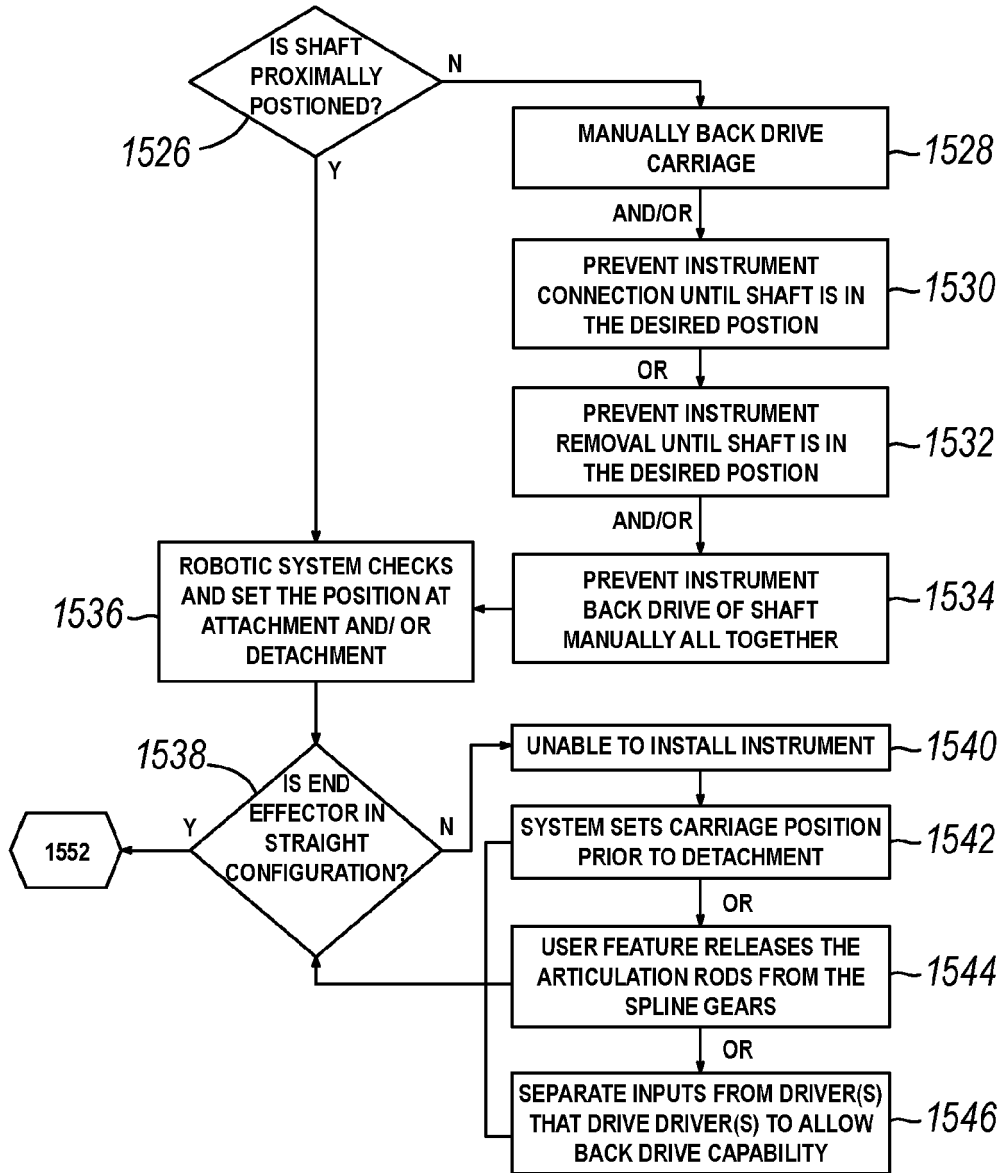 IS SHAFT
PROXIMALLY
POSTIONED?
N
1526
Y
MANUALLY BACK DRIVE
CARRIAGE
1528
AND/OR
PREVENT INSTRUMENT
CONNECTION UNTIL SHAFT IS IN
THE DESIRED POSTION
1530
OR
PREVENT INSTRUMENT
REMOVAL UNTIL SHAFT IS IN
THE DESIRED POSTION
1532
AND/OR
PREVENT INSTRUMENT
BACK DRIVE OF SHAFT
MANUALLY ALL TOGETHER
1534
ROBOTIC SYSTEM CHECKS
AND SET THE POSITION AT
ATTACHMENT AND/ OR
DETACHMENT
1536
1538
IS END
EFFECTOR IN
STRAIGHT
CONFIGURATION?
Y
N
1552
UNABLE TO INSTALL INSTRUMENT
1540
SYSTEM SETS CARRIAGE POSITION
PRIOR TO DETACHMENT
1542
OR
USER FEATURE RELEASES THE
ARTICULATION RODS FROM THE
SPLINE GEARS
1544
OR
SEPARATE INPUTS FROM DRIVER(S)
THAT DRIVE DRIVER(S) TO ALLOW
BACK DRIVE CAPABILITY
1546